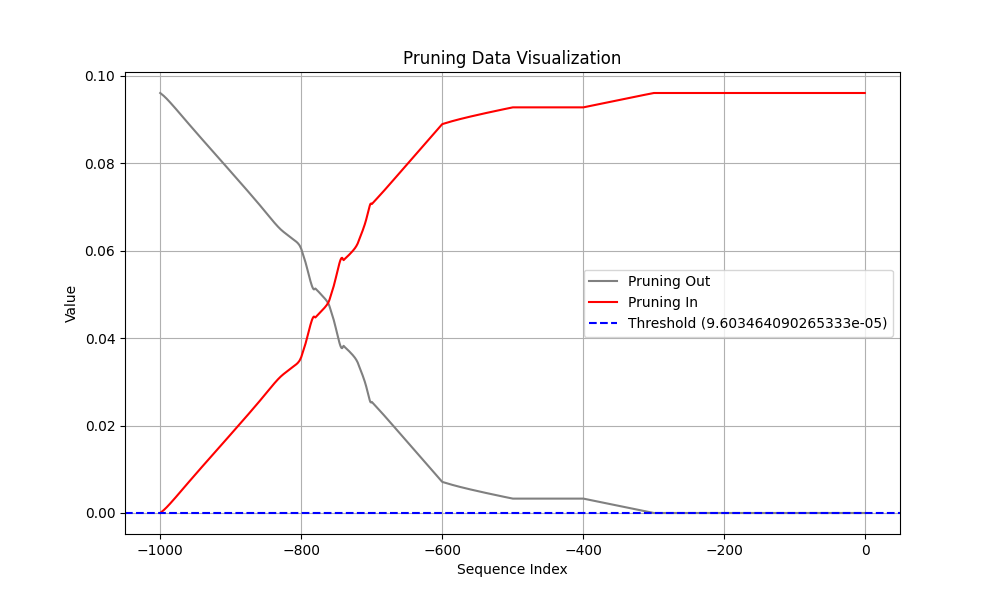 Pruning Data Visualization
0.10
0.08
0.06
0.04
0.02
0.00
Value
Pruning Out
Pruning In
Threshold (9.603464090265333e-05)
−1000
−800
−600
−400
−200
0
Sequence Index